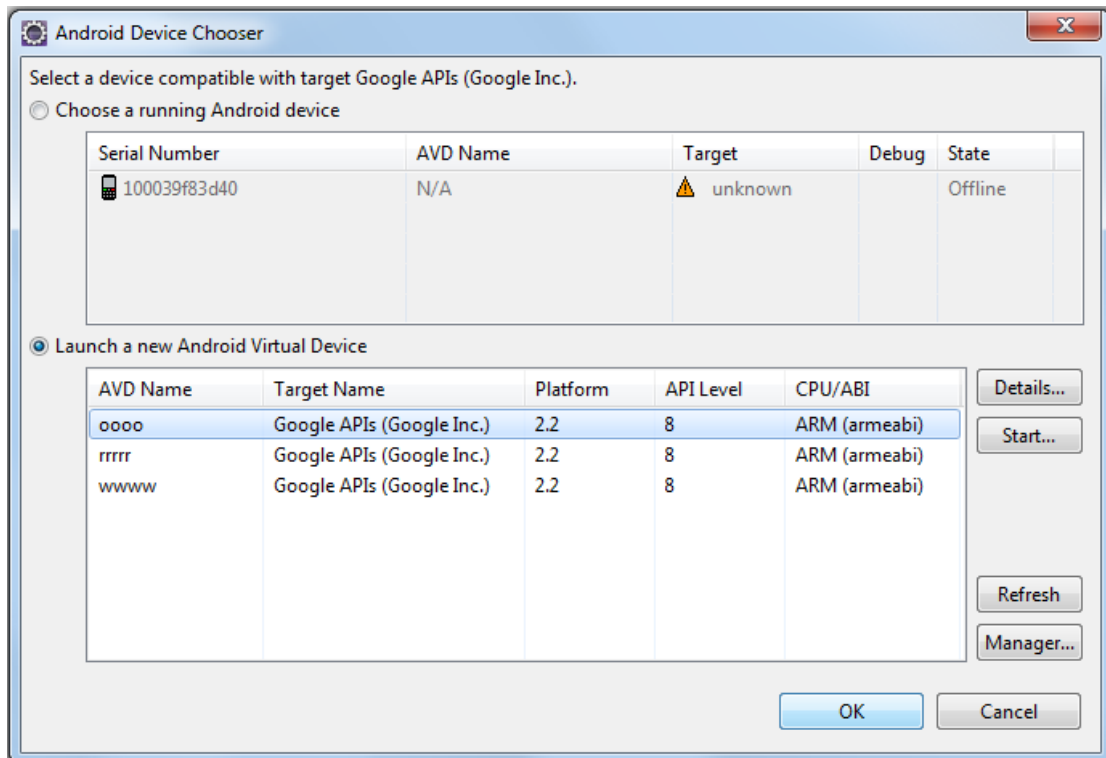 Android Device Chooser
Select a device compatible with target Google APIs (Google Inc.).
Choose a running Android device
Serial Number AVD Name Target Debug State
100039f83d40 N/A unknown Offline
Launch a new Android Virtual Device
AVD Name Target Name Platform API Level CPU/ABI
oooo Google APIs (Google Inc.) 2.2 8 ARM (armeabi)
rrrrr Google APIs (Google Inc.) 2.2 8 ARM (armeabi)
wwww Google APIs (Google Inc.) 2.2 8 ARM (armeabi)
Details...
Start...
Refresh
Manager...
OK Cancel